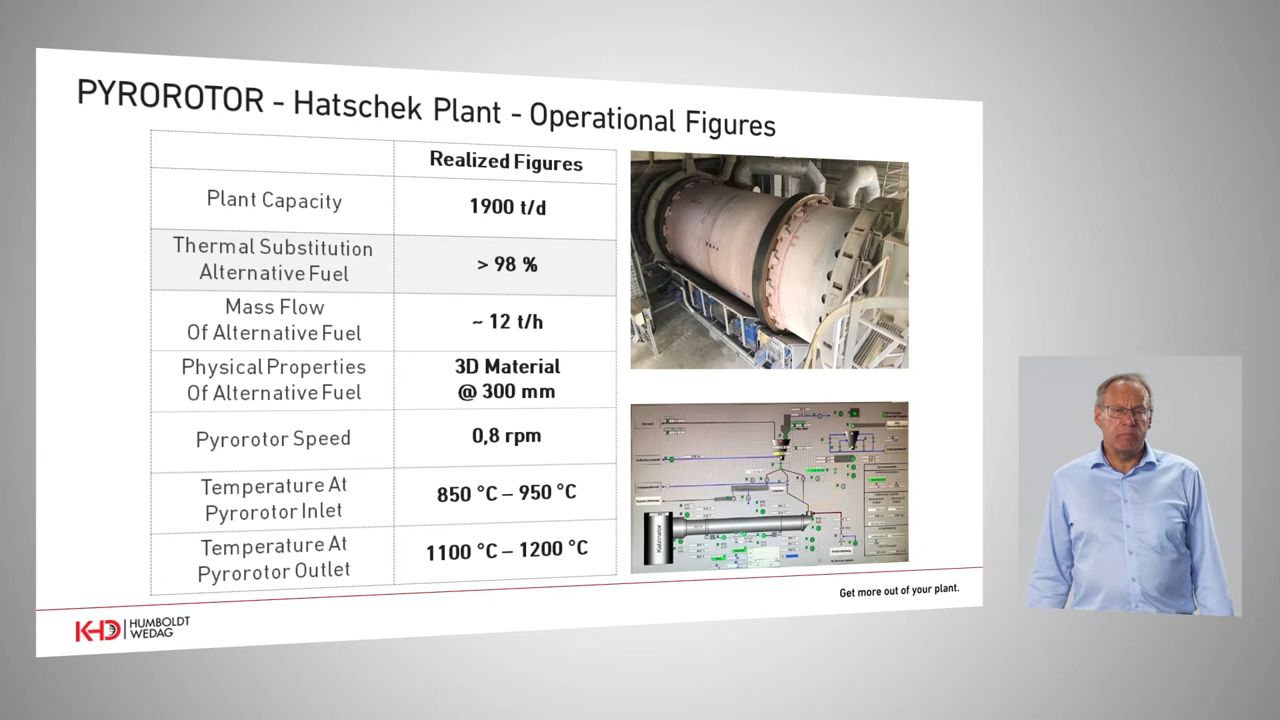 PYROROTOR - Hatschek Plant - Operational Figures
Realized Figures
Plant Capacity
1900 t/d
Thermal Substitution
Alternative Fuel
> 98 %
Mass Flow
Of Alternative Fuel
~ 12 t/h
Physical Properties
Of Alternative Fuel
3D Material
@ 300 mm
Pyrorotor Speed
0,8 rpm
Temperature At
Pyrorotor Inlet
850 °C – 950 °C
Temperature At
Pyrorotor Outlet
1100 °C – 1200 °C
Kalzinator
Get more out of your plant.
KHD HUMBOLDT
WEDAG